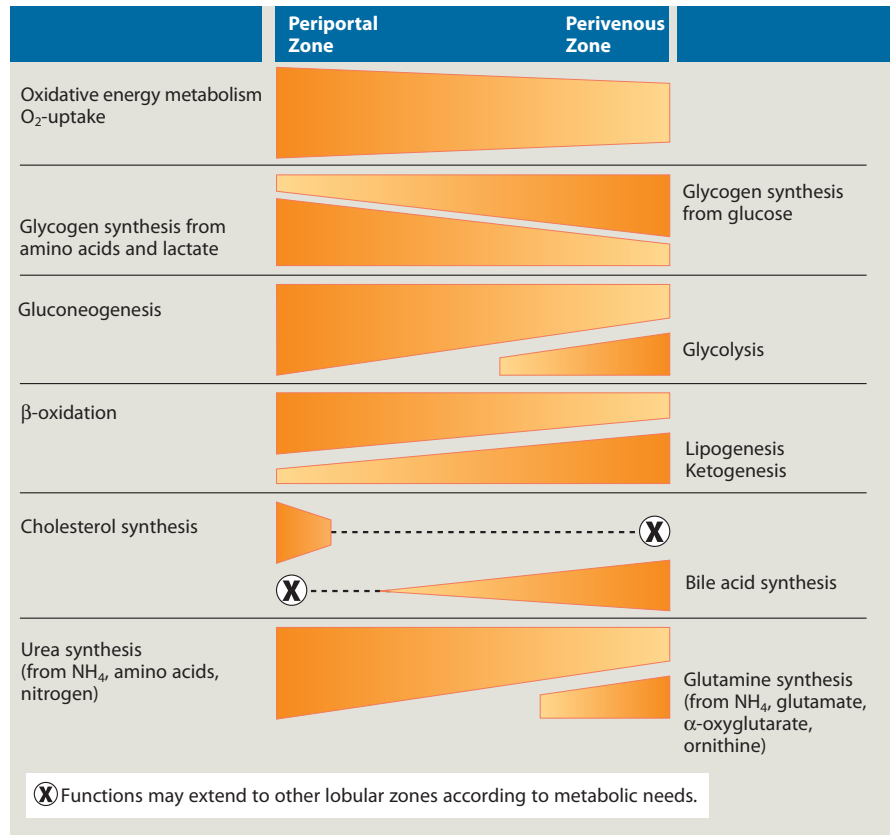 Periportal
Zone
Perivenous
Zone
Oxidative energy metabolism
O₂-uptake
Glycogen synthesis
from glucose
Glycogen synthesis from
amino acids and lactate
Gluconeogenesis
Glycolysis
β-oxidation
Lipogenesis
Ketogenesis
Cholesterol synthesis
X
X
Bile acid synthesis
Urea synthesis
(from NH₄, amino acids,
nitrogen)
Glutamine synthesis
(from NH₄, glutamate,
α-oxyglutarate,
ornithine)
X Functions may extend to other lobular zones according to metabolic needs.